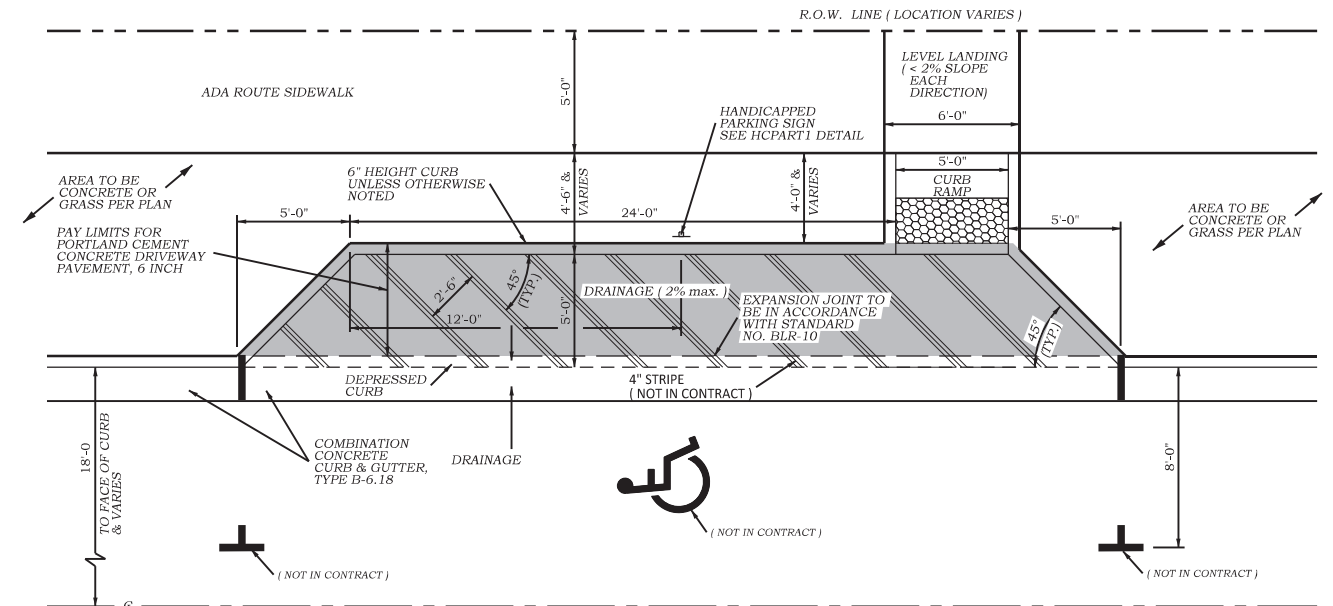 R.O.W. LINE ( LOCATION VARIES )
LEVEL LANDING
( < 2% SLOPE
EACH
DIRECTION)
ADA ROUTE SIDEWALK
5'-0"
HANDICAPPED
PARKING SIGN
SEE HCPART1 DETAIL
6'-0"
AREA TO BE
CONCRETE OR
GRASS PER PLAN
6" HEIGHT CURB
UNLESS OTHERWISE
NOTED
4'-6" &
VARIES
4'-0" &
VARIES
5'-0"
CURB
RAMP
5'-0"
24'-0"
5'-0"
AREA TO BE
CONCRETE OR
GRASS PER PLAN
PAY LIMITS FOR
PORTLAND CEMENT
CONCRETE DRIVEWAY
PAVEMENT, 6 INCH
2'-6"
45°
(TYP.)
DRAINAGE ( 2% max. )
12'-0"
5'-0"
EXPANSION JOINT TO
BE IN ACCORDANCE
WITH STANDARD
NO. BLR-10
45°
(TYP.)
DEPRESSED
CURB
4" STRIPE
( NOT IN CONTRACT )
18'-0
TO FACE OF CURB
& VARIES
COMBINATION
CONCRETE
CURB & GUTTER,
TYPE B-6.18
DRAINAGE
8'-0"
( NOT IN CONTRACT )
( NOT IN CONTRACT )
( NOT IN CONTRACT )